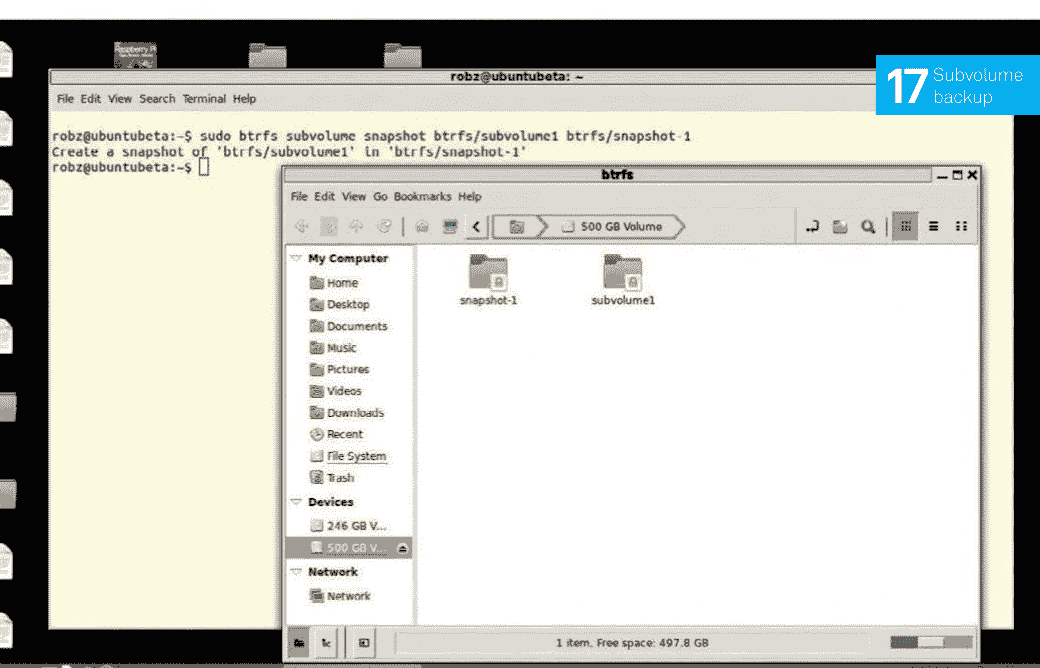 Raspberry Pi
robz@ubuntubeta: ~
17 Subvolume
backup
File Edit View Search Terminal Help
robz@ubuntubeta:~$ sudo btrfs subvolume snapshot btrfs/subvolume1 btrfs/snapshot-1
Create a snapshot of 'btrfs/subvolume1' in 'btrfs/snapshot-1'
robz@ubuntubeta:~$
btrfs
File Edit View Go Bookmarks Help
500 GB Volume
My Computer
Home
Desktop
Documents
Music
Pictures
Videos
Downloads
Recent
File System
Trash
Devices
246 GB V...
500 GB V...
Network
Network
snapshot-1
subvolume1
1 item, Free space: 497.8 GB